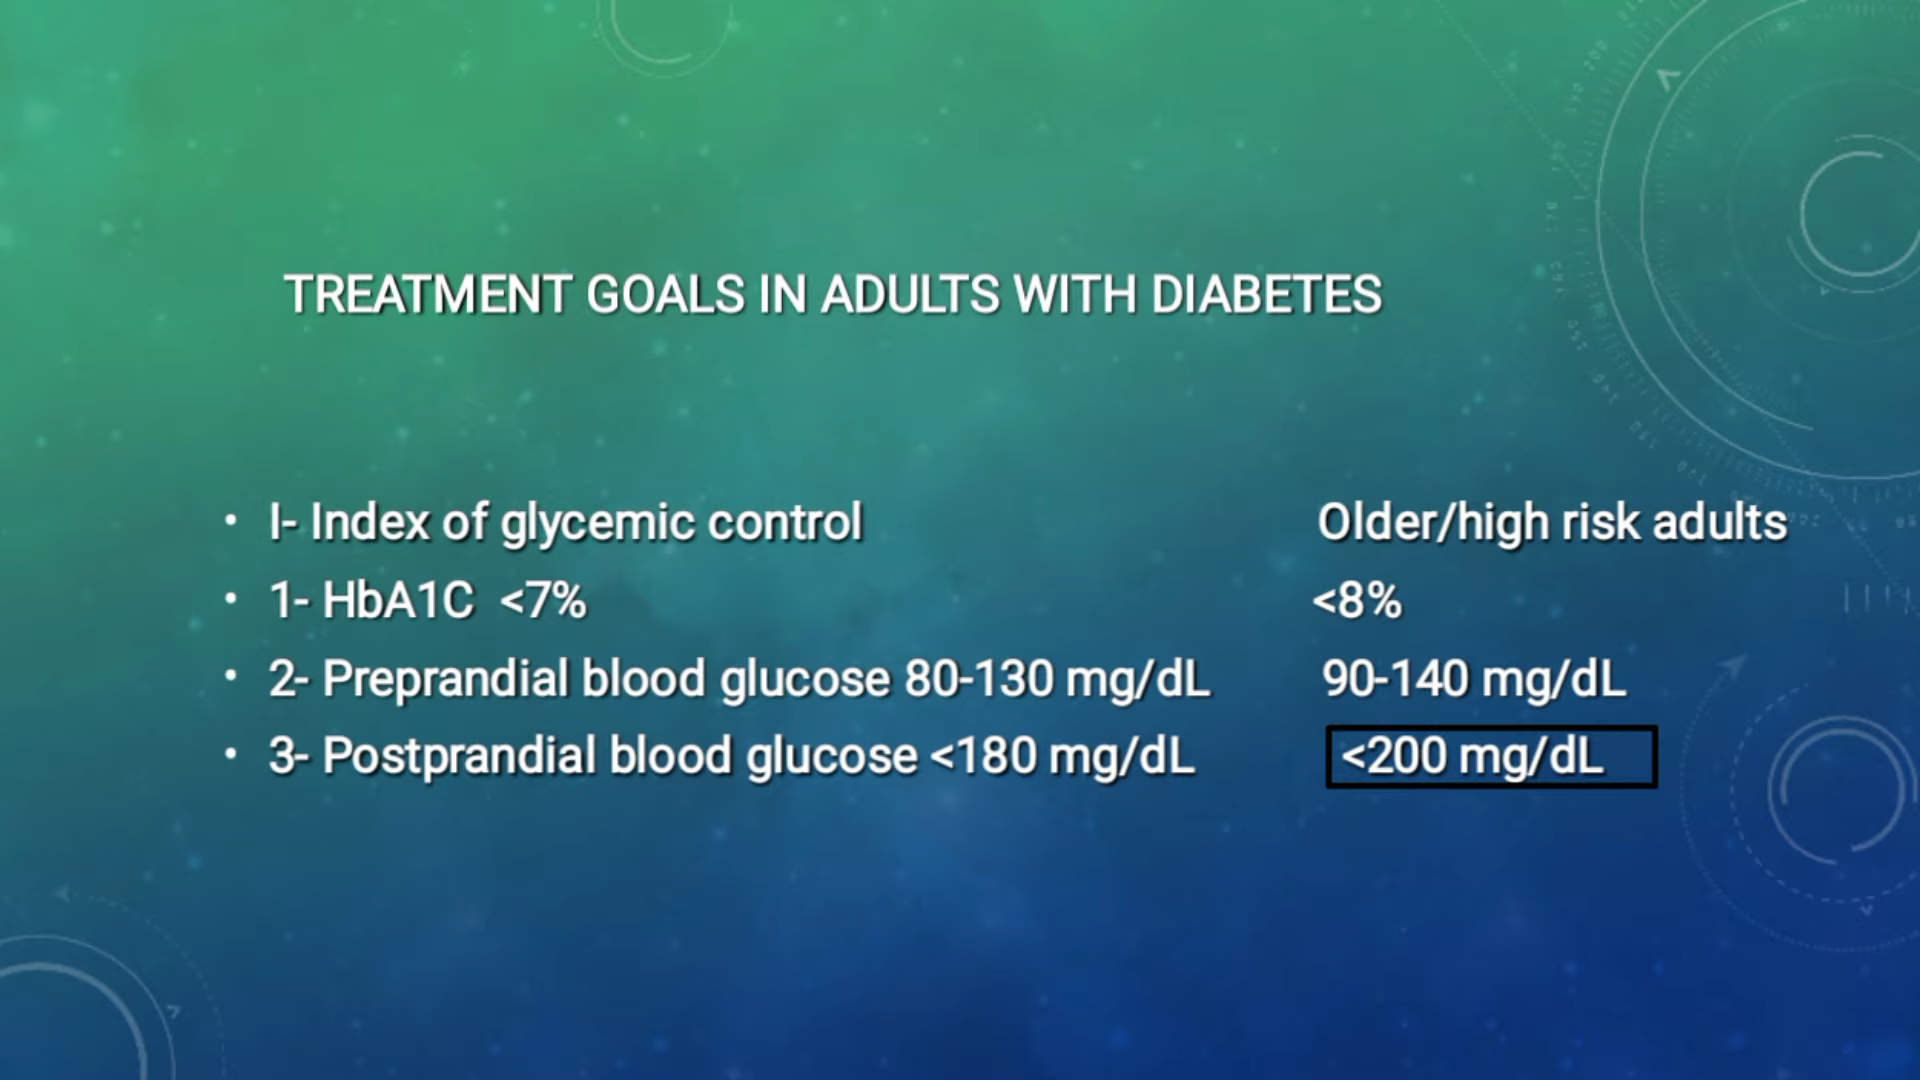 TREATMENT GOALS IN ADULTS WITH DIABETES
• I- Index of glycemic control Older/high risk adults
• 1- HbA1C <7% <8%
• 2- Preprandial blood glucose 80-130 mg/dL 90-140 mg/dL
• 3- Postprandial blood glucose <180 mg/dL <200 mg/dL